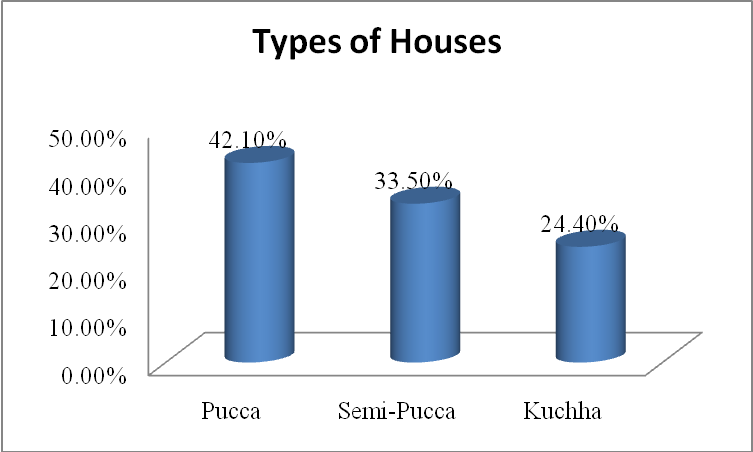 Types of Houses
50.00%
40.00%
30.00%
20.00%
10.00%
0.00%
42.10%
33.50%
24.40%
Pucca
Semi-Pucca
Kuchha